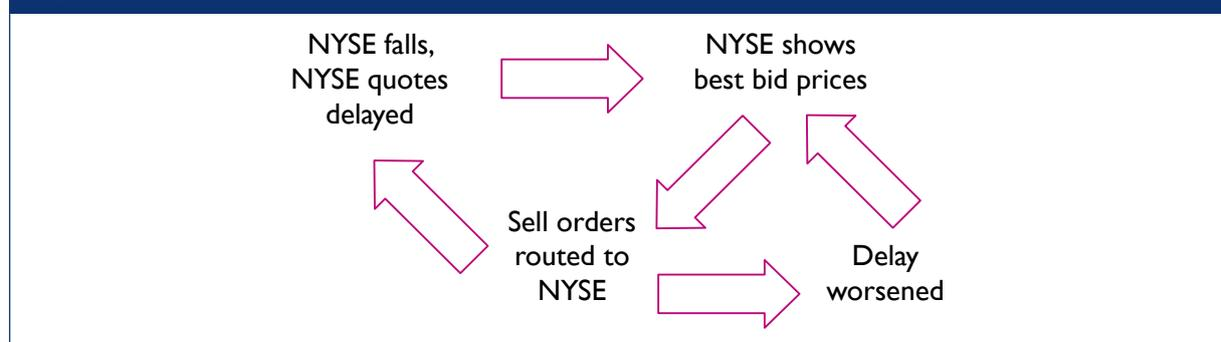 NYSE falls,
NYSE quotes
delayed
NYSE shows
best bid prices
Sell orders
routed to
NYSE
Delay
worsened